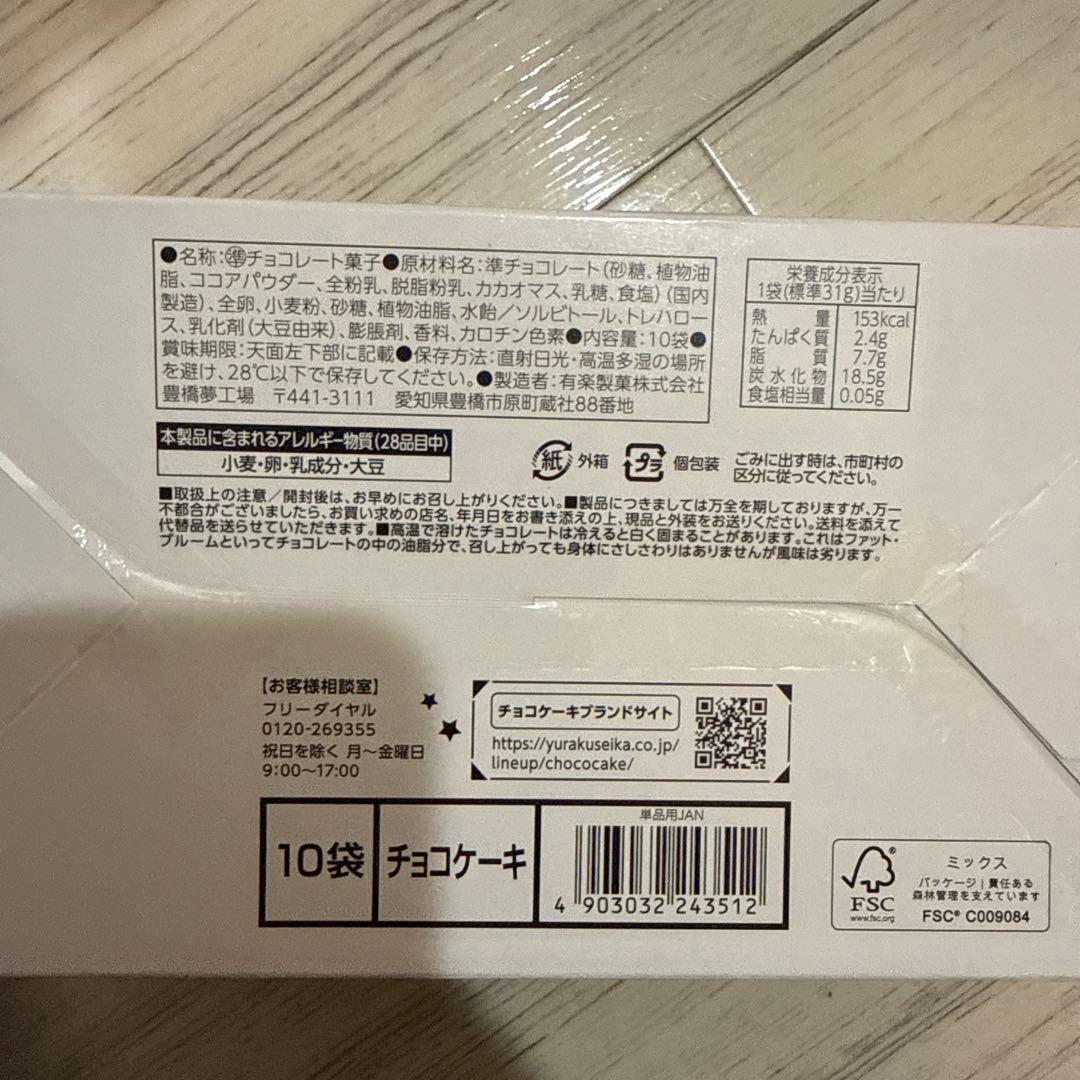 ●名称:㊝チョコレート菓子●原材料名:準チョコレート(砂糖、植物油
脂、ココアパウダー、全粉乳、脱脂粉乳、カカオマス、乳糖、食塩)(国内
製造)、全卵、小麦粉、砂糖、植物油脂、水飴/ソルビトール、トレハロー
ス、乳化剤(大豆由来)、膨脹剤、香料、カロチン色素●内容量:10袋●
賞味期限:天面左下部に記載●保存方法:直射日光・高温多湿の場所
を避け、28℃以下で保存してください。●製造者:有楽製菓株式会社
豊橋夢工場 〒441-3111 愛知県豊橋市原町蔵社88番地
栄養成分表示
1袋(標準31g)当たり
熱量 153kcal
たんぱく質 2.4g
脂質 7.7g
炭水化物 18.5g
食塩相当量 0.05g
本製品に含まれるアレルギー物質(28品目中)
小麦・卵・乳成分・大豆
紙 外箱 プラ 個包装
ごみに出す時は、市町村の
区分に従ってください。
■取扱上の注意/開封後は、お早めにお召し上がりください。■製品につきましては万全を期しておりますが、万一
不都合がございましたら、お買い求めの店名、年月日をお書き添えの上、現品と外装をお送りください。送料を添えて
代替品を送らせていただきます。■高温で溶けたチョコレートは冷えると白く固まることがあります。これはファット・
ブルームといってチョコレートの中の油脂分で、召し上がっても身体にさしさわりはありませんが風味は劣ります。
【お客様相談室】
フリーダイヤル
0120-269355
祝日を除く 月〜金曜日
9:00〜17:00
チョコケーキブランドサイト
https://yurakuseika.co.jp/
lineup/chococake/
10袋
チョコケーキ
単品用JAN
4 903032 243512
FSC®
www.fsc.org
ミックス
パッケージ|責任ある
森林管理を支えています
FSC® C009084